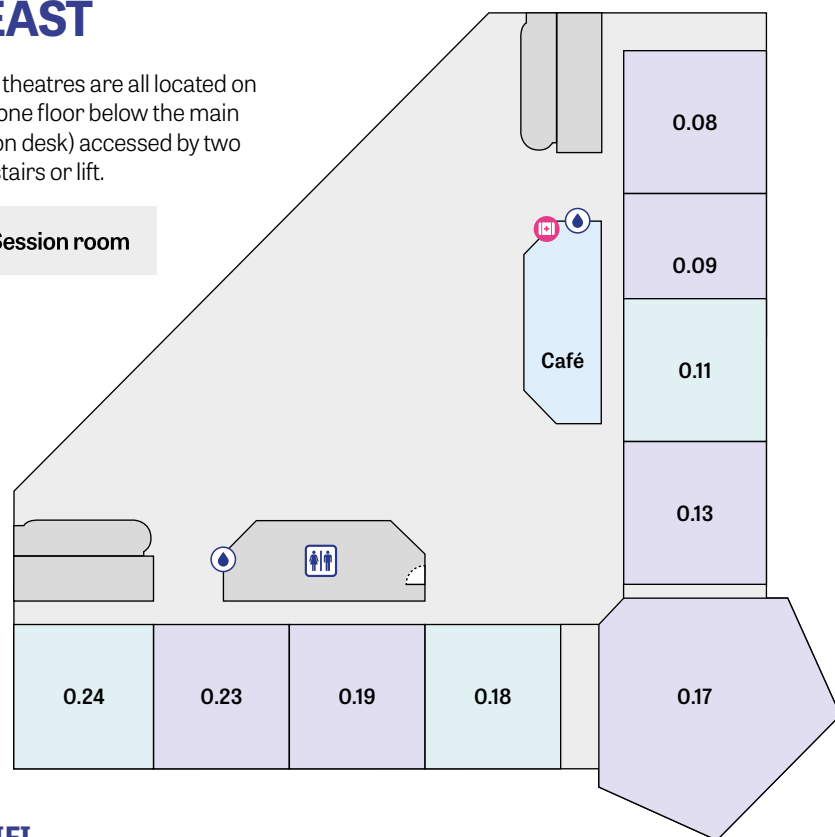 EAST
theatres are all located on
one floor below the main
on desk) accessed by two
tairs or lift.
Session room
0.08
0.09
Café
0.11
0.13
0.24
0.23
0.19
0.18
0.17